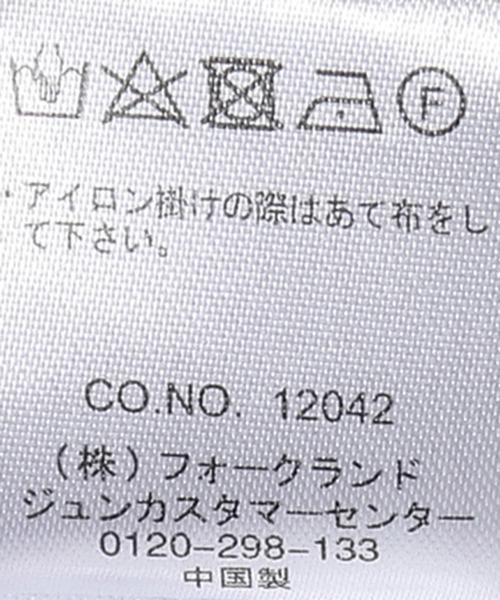 F
・アイロン掛けの際はあて布をし
て下さい。
CO.NO. 12042
（株）フォークランド
ジュンカスタマーセンター
0120-298-133
中国製